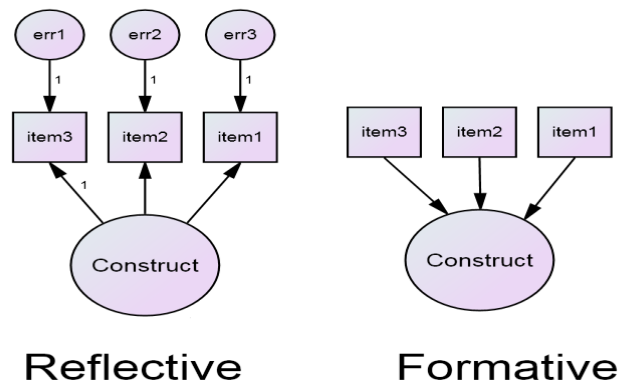 err1 err2 err3
1 1 1
item3 item2 item1
item3 item2 item1
1
Construct
Construct
Reflective
Formative